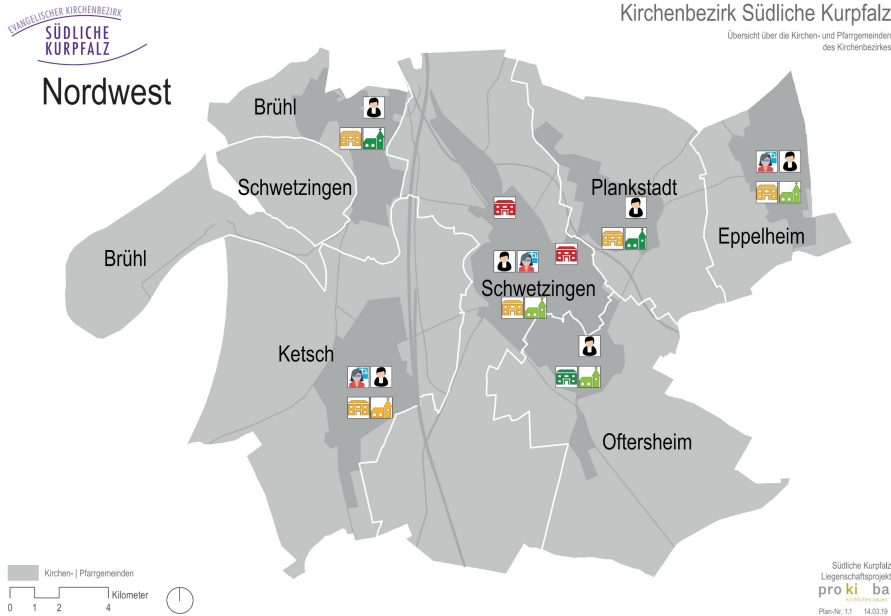 EVANGELISCHER KIRCHENBEZIRK
SÜDLICHE
KURPFALZ
Kirchenbezirk Südliche Kurpfalz
Übersicht über die Kirchen- und Pfarrgemeinden
des Kirchenbezirkes
Nordwest
Brühl
Schwetzingen
Plankstadt
Brühl
Eppelheim
Schwetzingen
Ketsch
Oftersheim
Kirchen- | Pfarrgemeinden
Kilometer
0 1 2 4
Südliche Kurpfalz
Liegenschaftsprojekt
pro ki ba
kirchliches bauen
Plan-Nr. 1.1 14.03.19